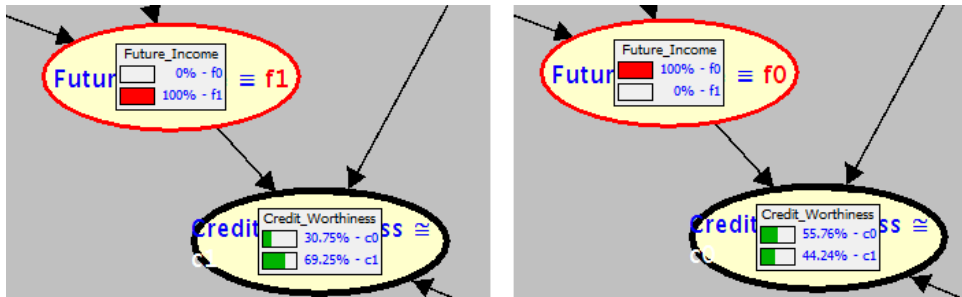 Future_Income
0% - f0
Futur ≡ f1
100% - f1
Credit_Worthiness
Credit 30.75% - c0 ss ≅
69.25% - c1
Future_Income
100% - f0
Futur ≡ f0
0% - f1
Credit_Worthiness
Credit 55.76% - c0 ss ≅
44.24% - c1
c0